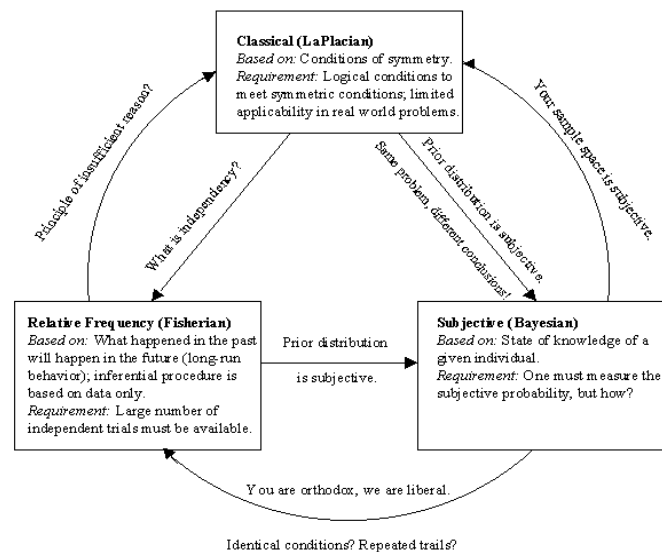 Classical (LaPlacian)
Based on: Conditions of symmetry.
Requirement: Logical conditions to
meet symmetric conditions; limited
applicability in real world problems.
Principle of insufficient reason?
What is independency?
Prior distribution is subjective.
Same problem, different conclusions!
Your sample space is subjective.
Relative Frequency (Fisherian)
Based on: What happened in the past
will happen in the future (long-run
behavior); inferential procedure is
based on data only.
Requirement: Large number of
independent trials must be available.
Prior distribution
is subjective.
Subjective (Bayesian)
Based on: State of knowledge of a
given individual.
Requirement: One must measure the
subjective probability, but how?
You are orthodox, we are liberal.
Identical conditions? Repeated trails?